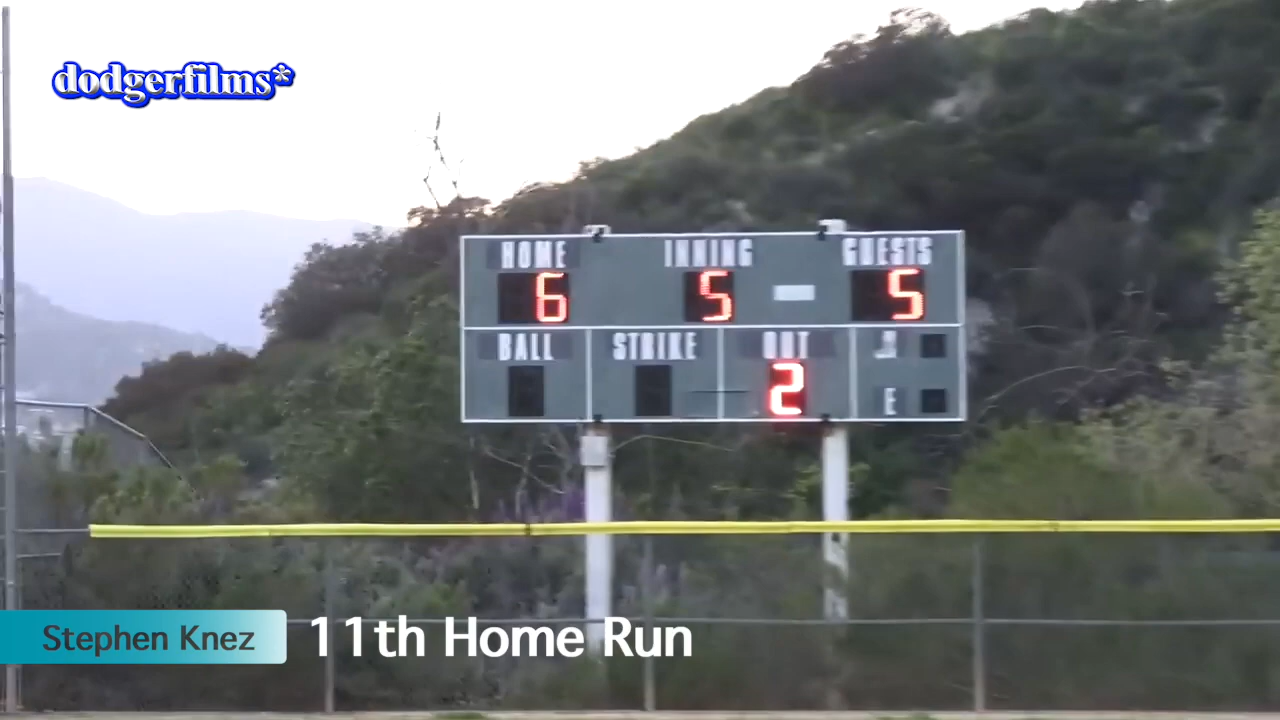 dodgerfilms*
HOME INNING GUESTS
6 5 5
BALL STRIKE OUT H
2
E
Stephen Knez 11th Home Run